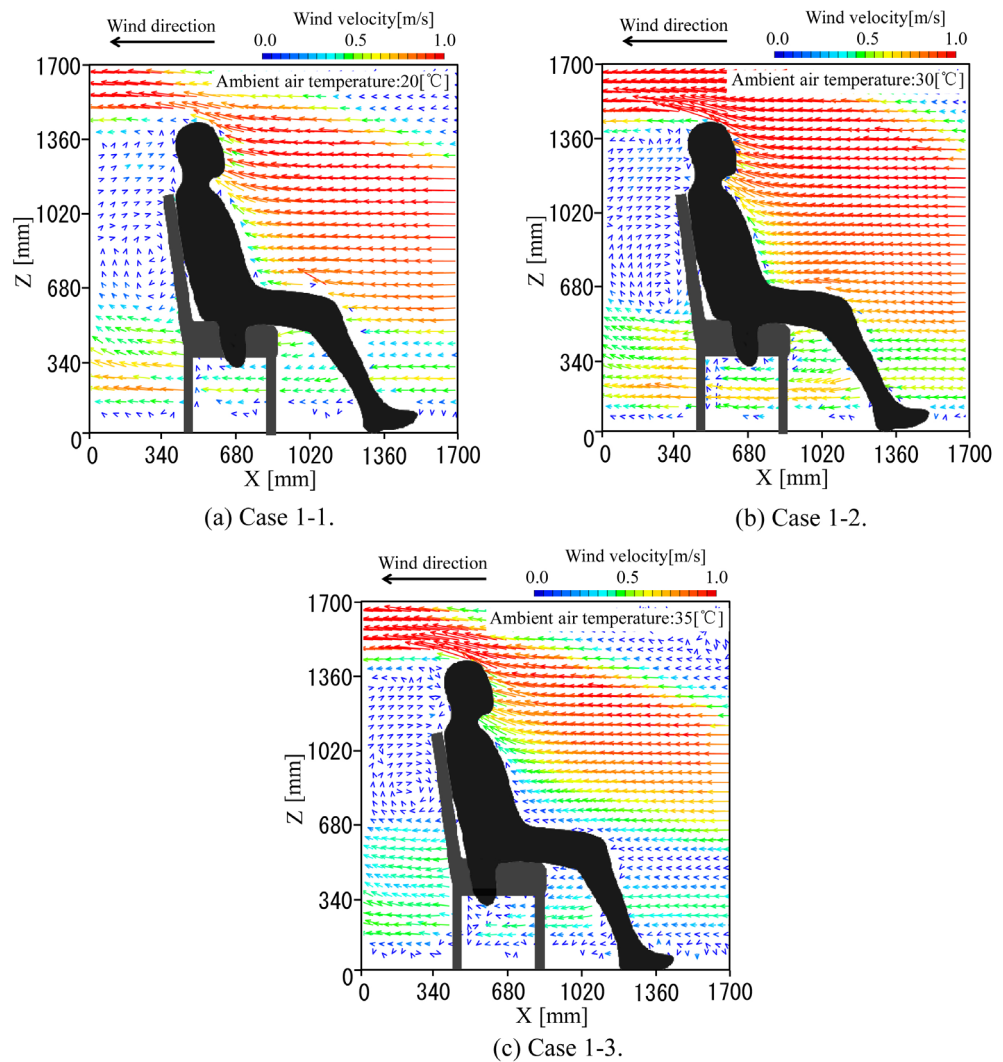 Wind direction
Wind velocity[m/s]
0.0 0.5 1.0
Ambient air temperature:20[℃]
1700
1360
1020
680
340
0
Z [mm]
0 340 680 1020 1360 1700
X [mm]
(a) Case 1-1.
Wind direction
Wind velocity[m/s]
0.0 0.5 1.0
Ambient air temperature:30[℃]
1700
1360
1020
680
340
0
Z [mm]
0 340 680 1020 1360 1700
X [mm]
(b) Case 1-2.
Wind direction
Wind velocity[m/s]
0.0 0.5 1.0
Ambient air temperature:35[℃]
1700
1360
1020
680
340
0
Z [mm]
0 340 680 1020 1360 1700
X [mm]
(c) Case 1-3.